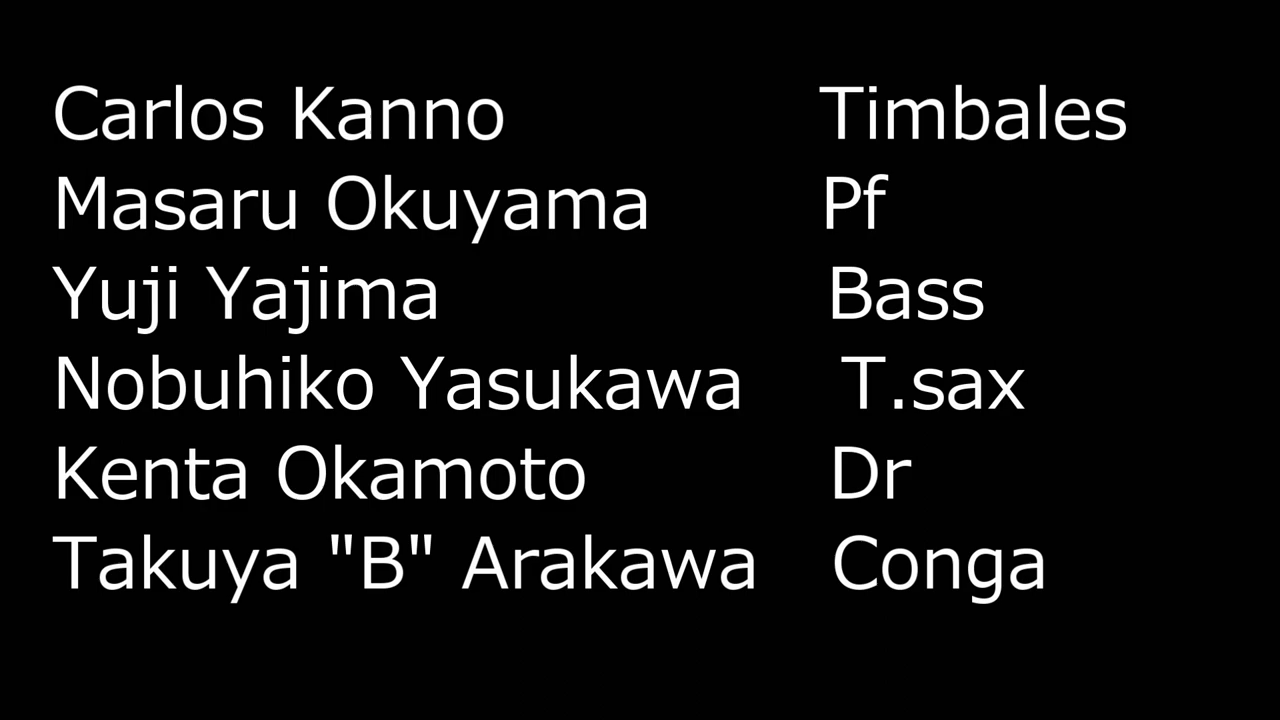 Carlos Kanno Timbales
Masaru Okuyama Pf
Yuji Yajima Bass
Nobuhiko Yasukawa T.sax
Kenta Okamoto Dr
Takuya "B" Arakawa Conga